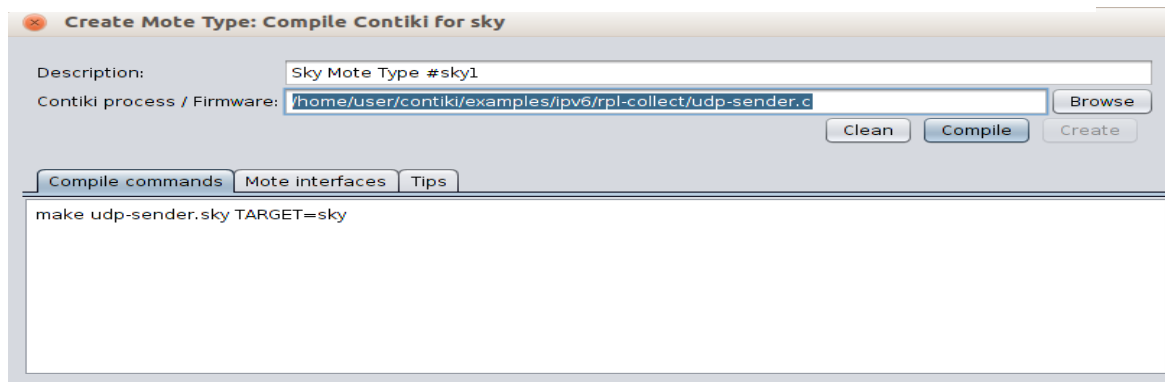 Create Mote Type: Compile Contiki for sky
Description: Sky Mote Type #sky1
Contiki process / Firmware: /home/user/contiki/examples/ipv6/rpl-collect/udp-sender.c Browse
Clean Compile Create
Compile commands Mote interfaces Tips
make udp-sender.sky TARGET=sky